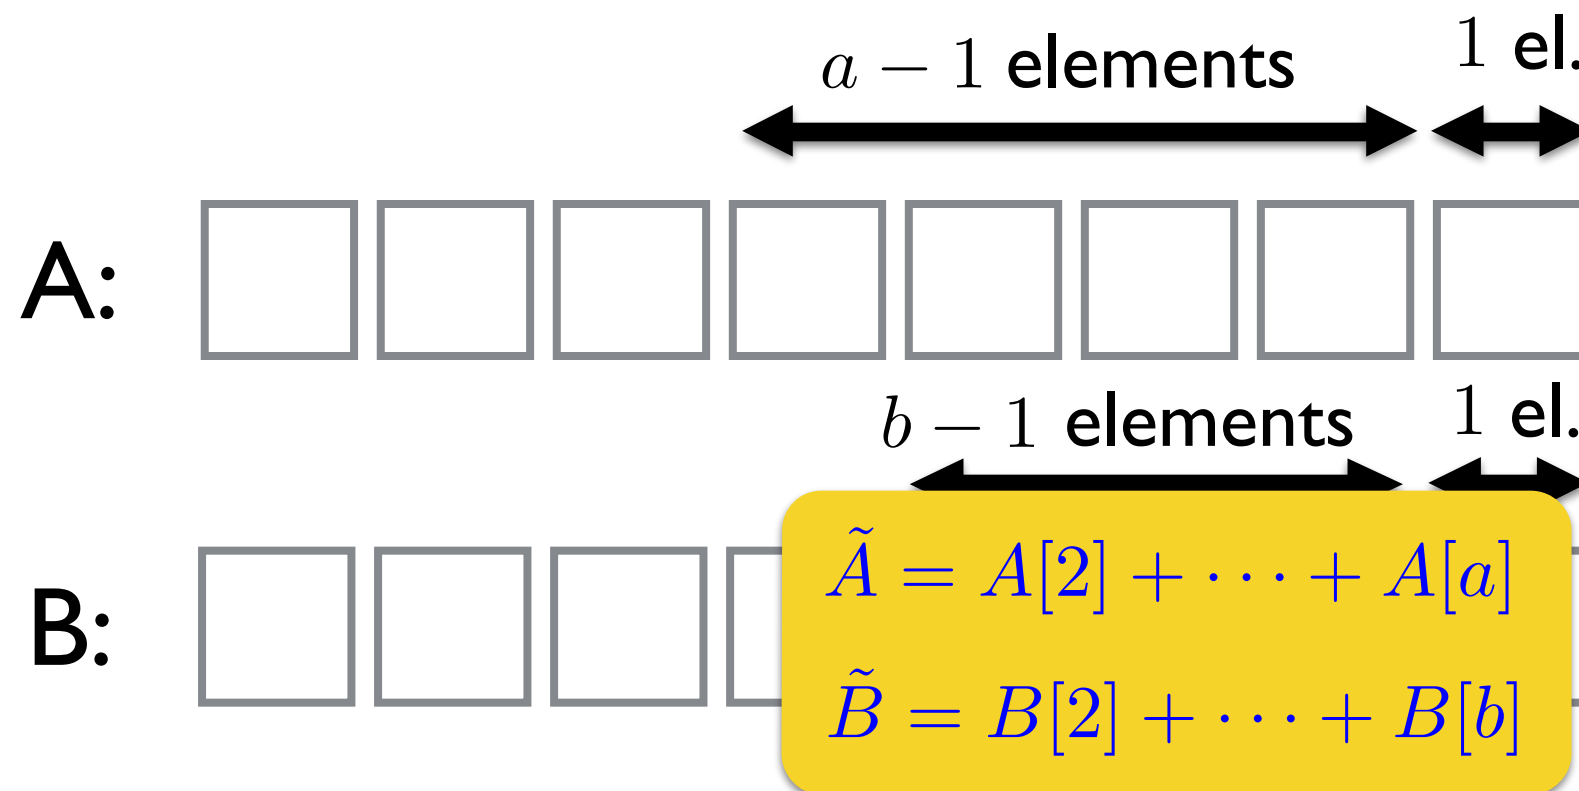 a − 1 elements 1 el.
A:
b − 1 elements 1 el.
Ã = A[2] + · · · + A[a]
B:
B̃ = B[2] + · · · + B[b]